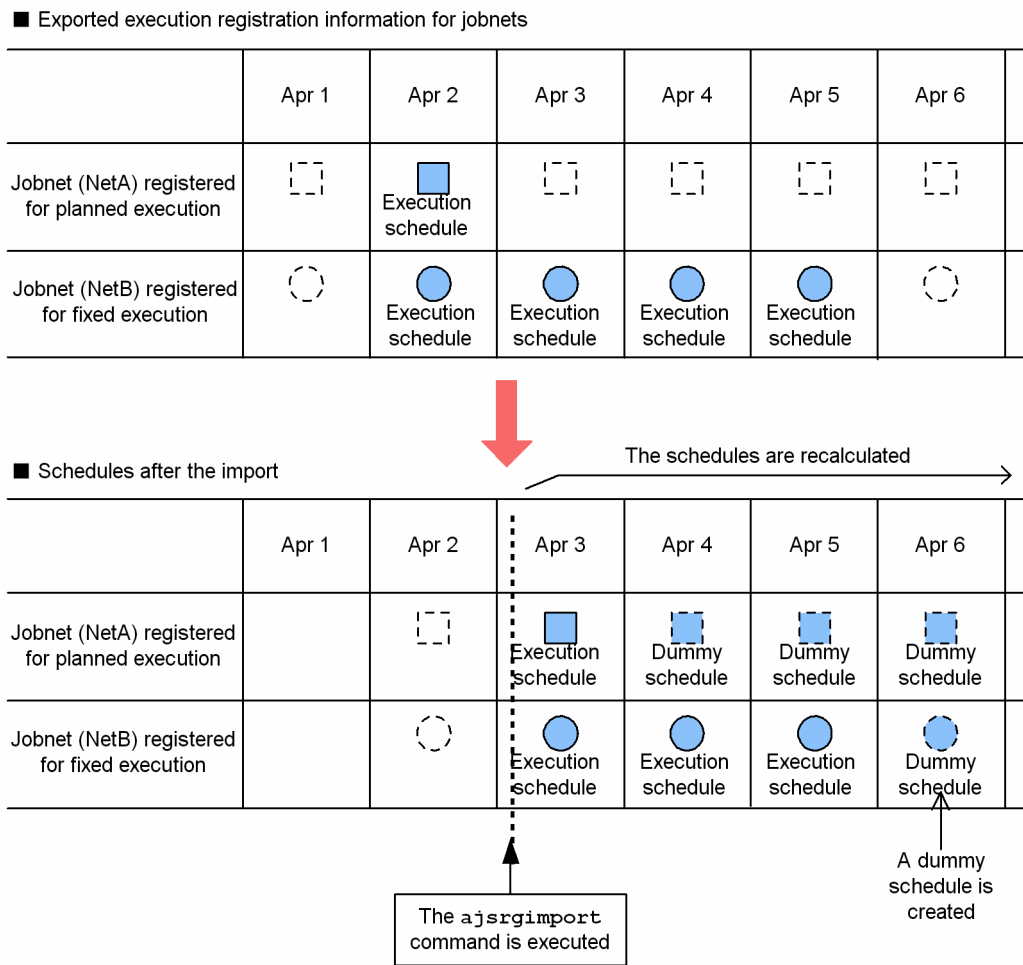 ■ Exported execution registration information for jobnets
Apr 1 Apr 2 Apr 3 Apr 4 Apr 5 Apr 6
Jobnet (NetA) registered
for planned execution
Execution
schedule
Jobnet (NetB) registered
for fixed execution
Execution Execution Execution Execution
schedule schedule schedule schedule
The schedules are recalculated
■ Schedules after the import
Apr 1 Apr 2 Apr 3 Apr 4 Apr 5 Apr 6
Jobnet (NetA) registered
for planned execution
Execution Dummy Dummy Dummy
schedule schedule schedule schedule
Jobnet (NetB) registered
for fixed execution
Execution Execution Execution Dummy
schedule schedule schedule schedule
A dummy
schedule is
created
The ajsrgimport
command is executed